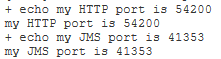 + echo my HTTP port is 54200
my HTTP port is 54200
+ echo my JMS port is 41353
my JMS port is 41353